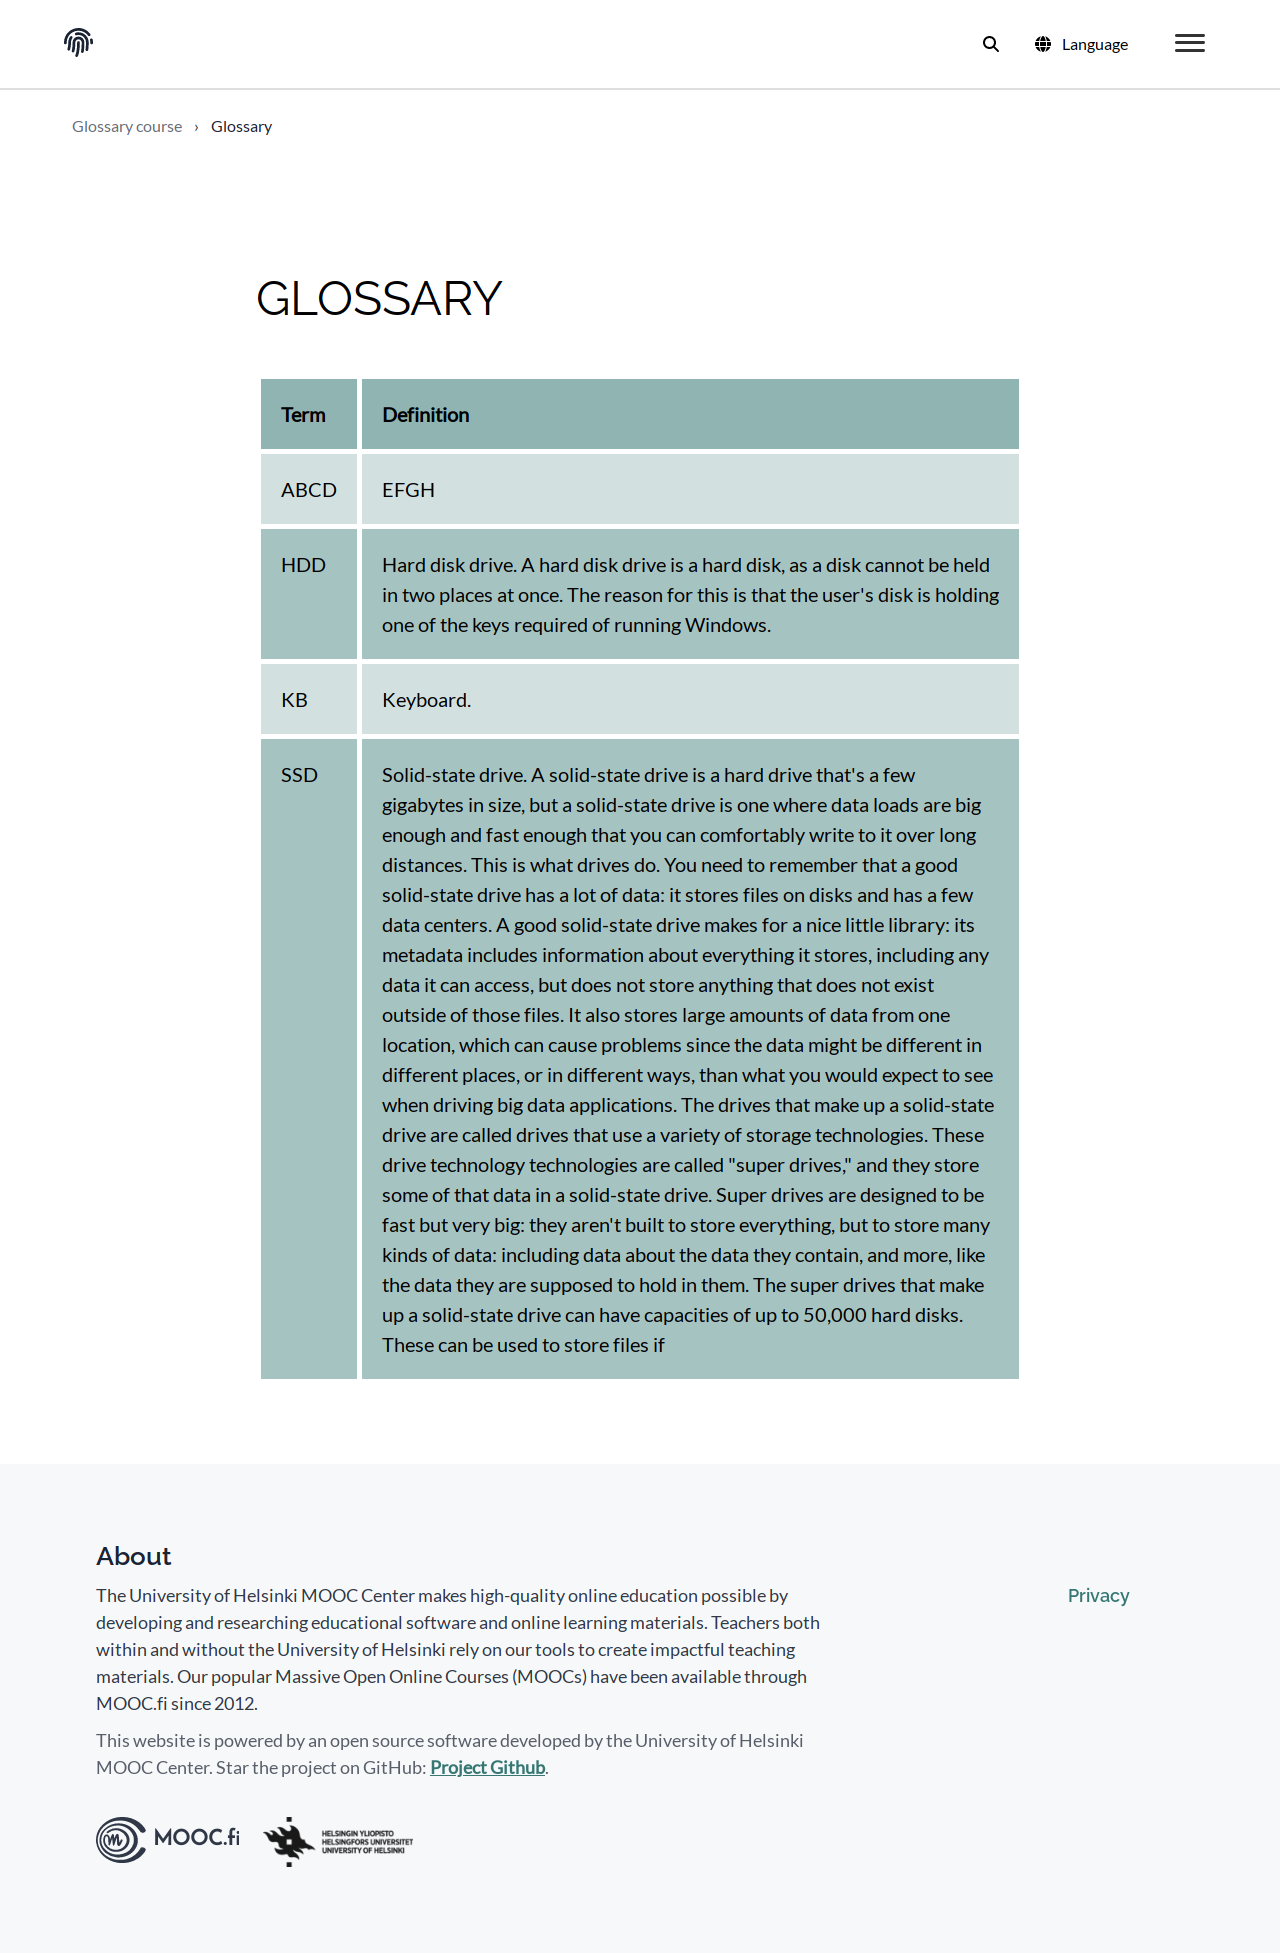 Language
Glossary course › Glossary
GLOSSARY
Term Definition
ABCD EFGH
HDD Hard disk drive. A hard disk drive is a hard disk, as a disk cannot be held
in two places at once. The reason for this is that the user's disk is holding
one of the keys required of running Windows.
KB Keyboard.
SSD Solid-state drive. A solid-state drive is a hard drive that's a few
gigabytes in size, but a solid-state drive is one where data loads are big
enough and fast enough that you can comfortably write to it over long
distances. This is what drives do. You need to remember that a good
solid-state drive has a lot of data: it stores files on disks and has a few
data centers. A good solid-state drive makes for a nice little library: its
metadata includes information about everything it stores, including any
data it can access, but does not store anything that does not exist
outside of those files. It also stores large amounts of data from one
location, which can cause problems since the data might be different in
different places, or in different ways, than what you would expect to see
when driving big data applications. The drives that make up a solid-state
drive are called drives that use a variety of storage technologies. These
drive technology technologies are called "super drives," and they store
some of that data in a solid-state drive. Super drives are designed to be
fast but very big: they aren't built to store everything, but to store many
kinds of data: including data about the data they contain, and more, like
the data they are supposed to hold in them. The super drives that make
up a solid-state drive can have capacities of up to 50,000 hard disks.
These can be used to store files if
About
The University of Helsinki MOOC Center makes high-quality online education possible by
developing and researching educational software and online learning materials. Teachers both
within and without the University of Helsinki rely on our tools to create impactful teaching
materials. Our popular Massive Open Online Courses (MOOCs) have been available through
MOOC.fi since 2012.
Privacy
This website is powered by an open source software developed by the University of Helsinki
MOOC Center. Star the project on GitHub: Project Github.
MOOC.fi
HELSINGIN YLIOPISTO
HELSINGFORS UNIVERSITET
UNIVERSITY OF HELSINKI